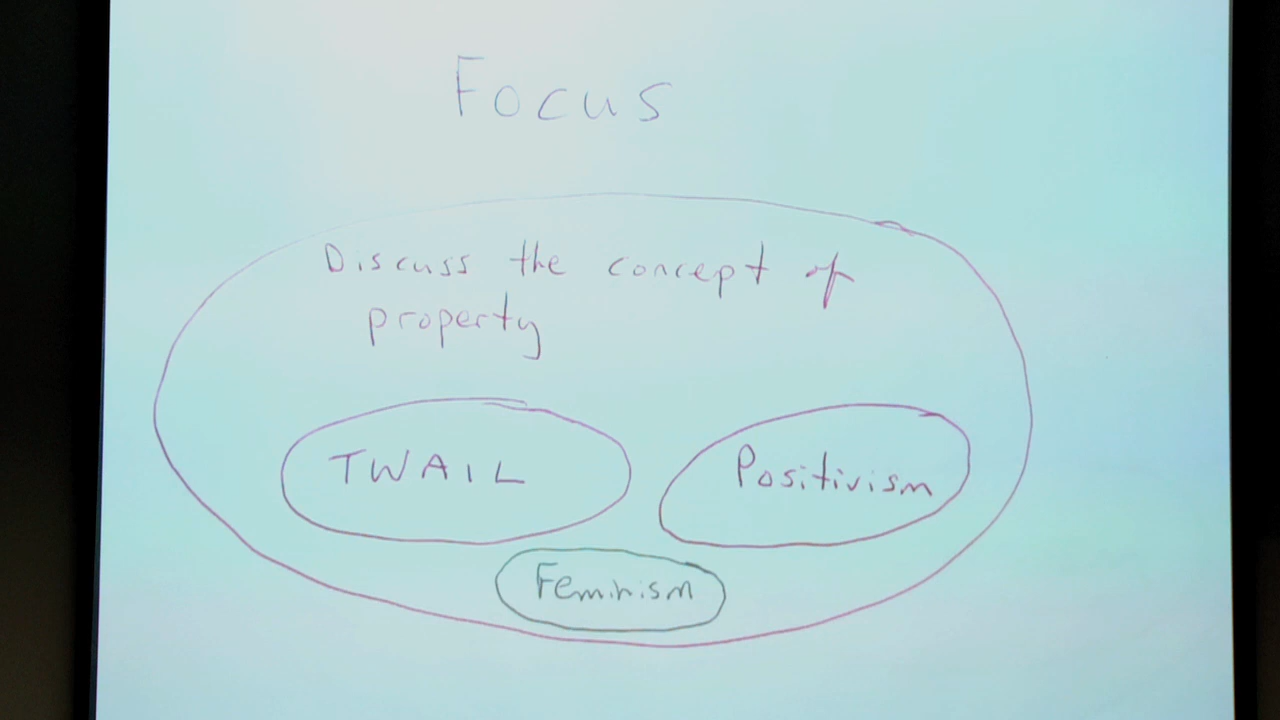 Focus
Discuss the concept of
property
TWAIL
Positivism
Feminism